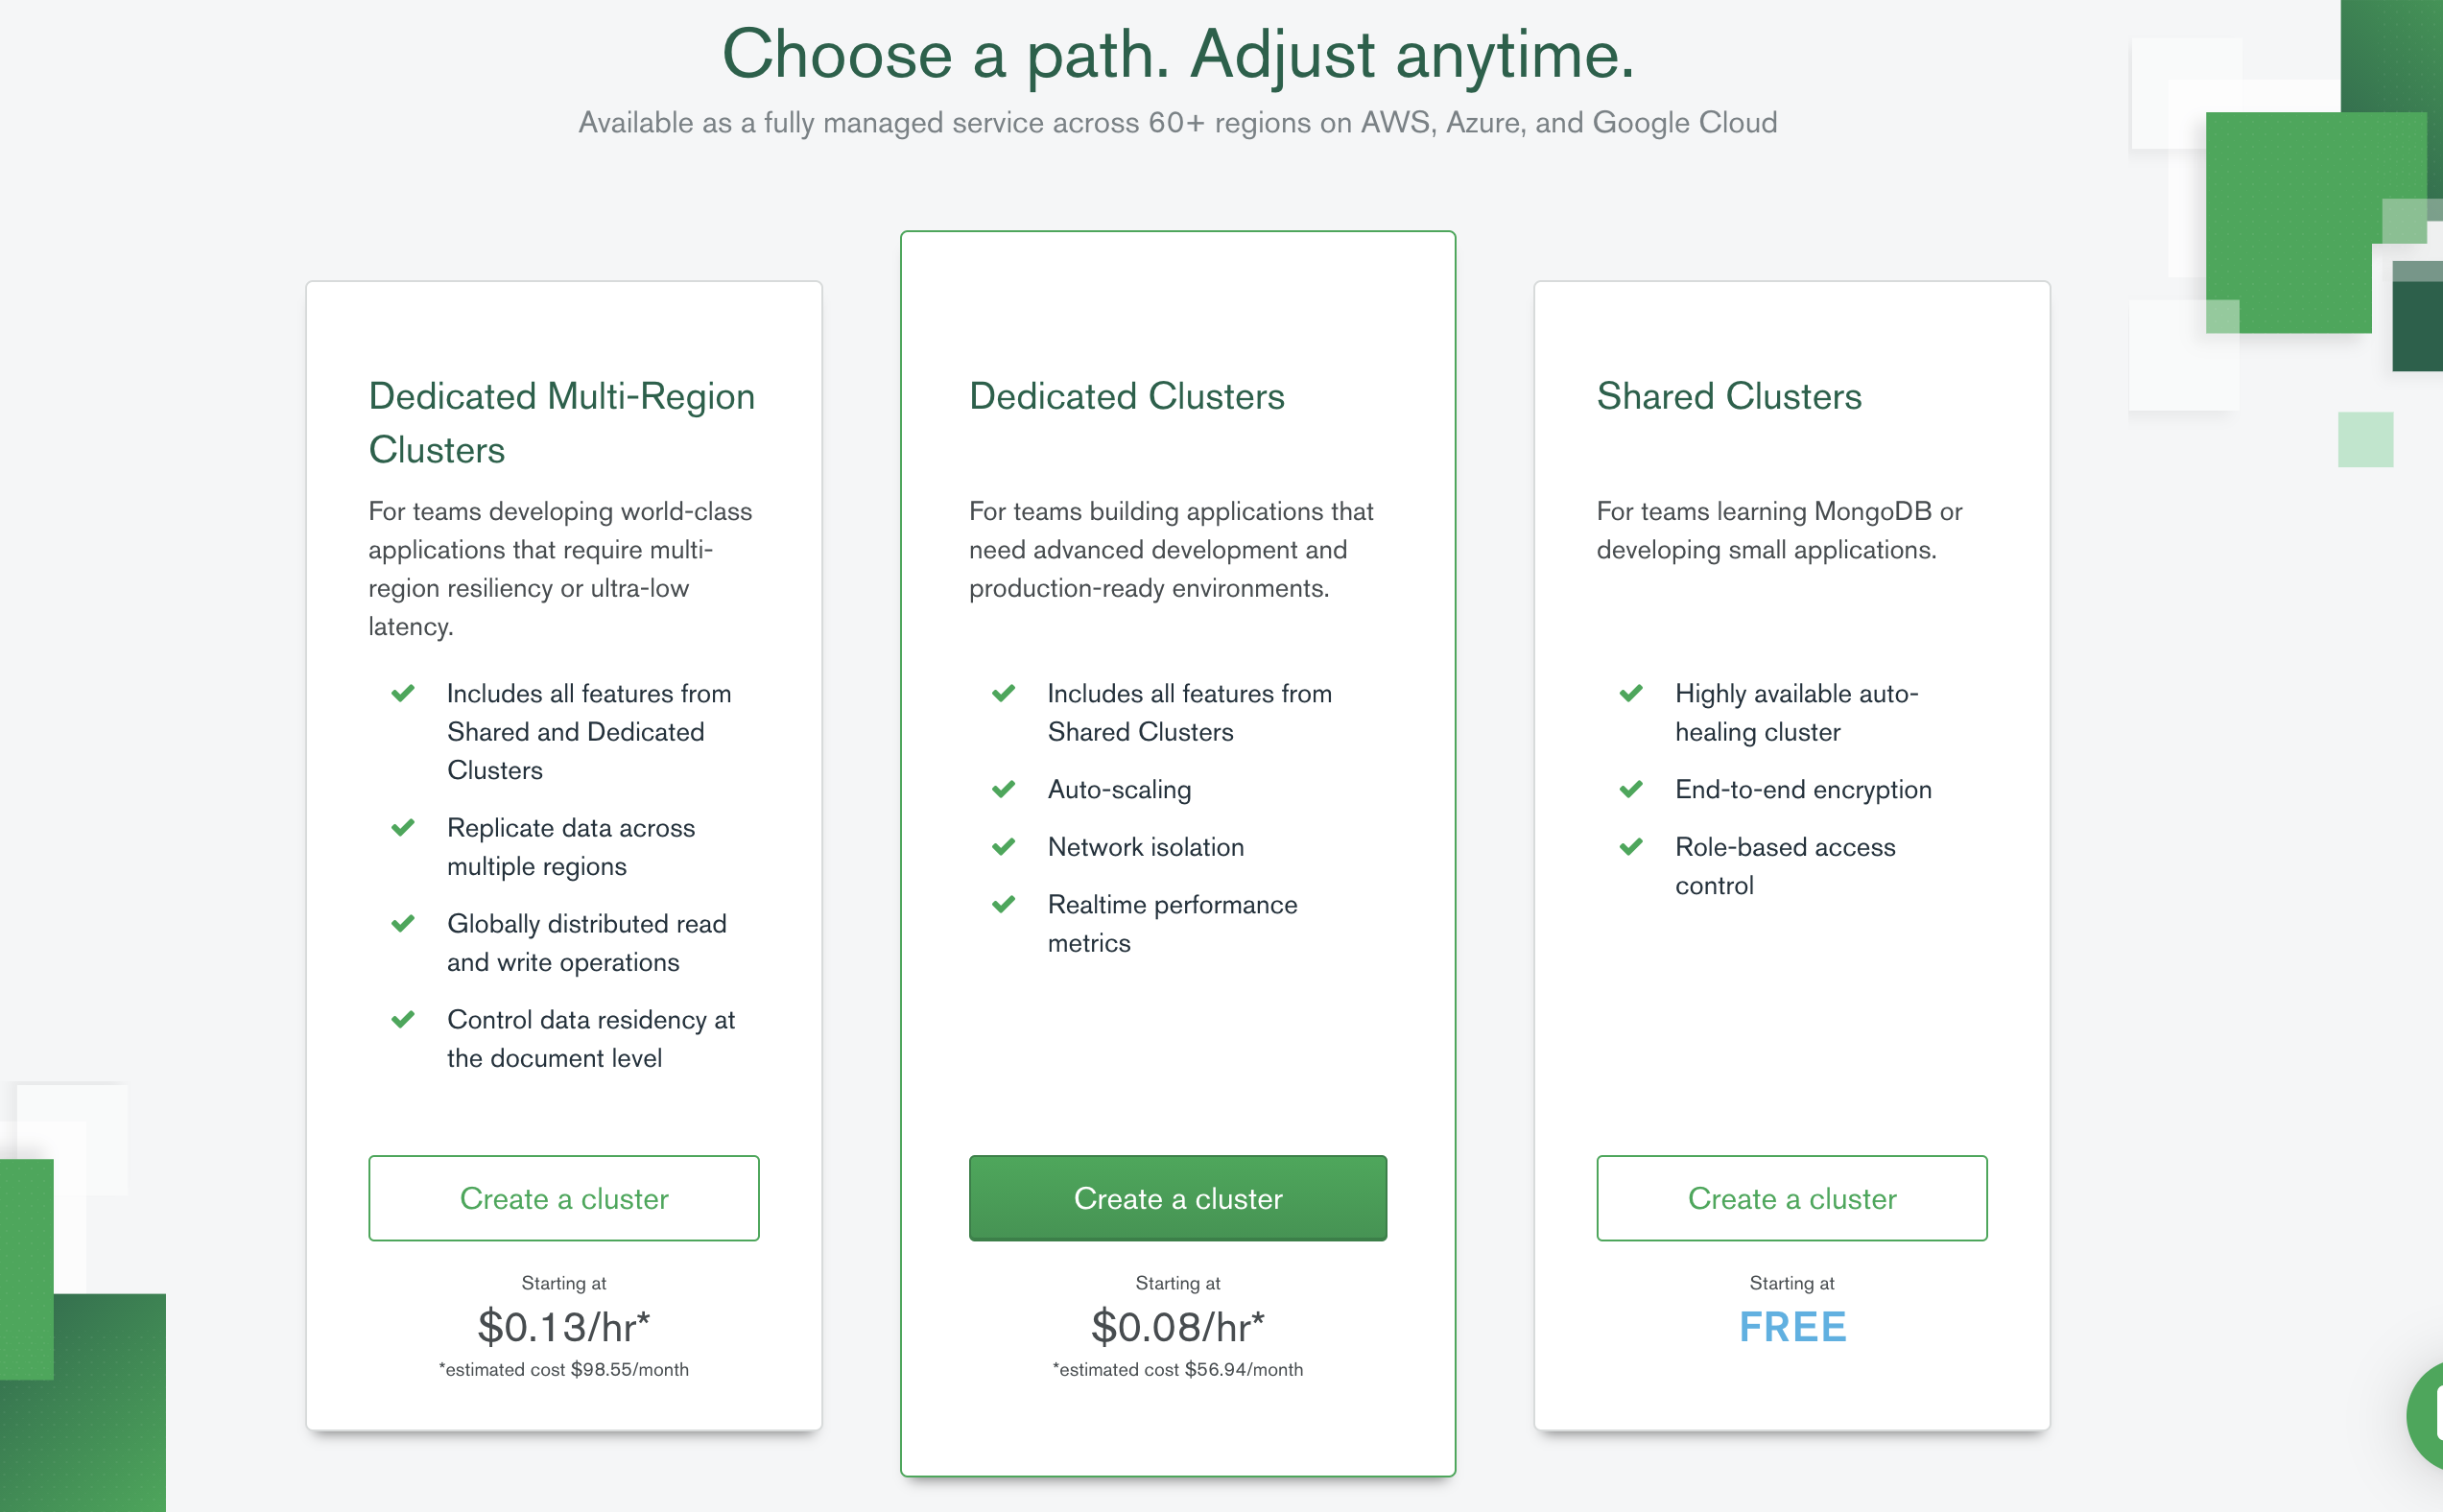 Choose a path. Adjust anytime.
Available as a fully managed service across 60+ regions on AWS, Azure, and Google Cloud
Dedicated Multi-Region
Clusters
For teams developing world-class
applications that require multi-
region resiliency or ultra-low
latency.
Includes all features from
Shared and Dedicated
Clusters
Replicate data across
multiple regions
Globally distributed read
and write operations
Control data residency at
the document level
Create a cluster
Starting at
$0.13/hr*
*estimated cost $98.55/month
Dedicated Clusters
For teams building applications that
need advanced development and
production-ready environments.
Includes all features from
Shared Clusters
Auto-scaling
Network isolation
Realtime performance
metrics
Create a cluster
Starting at
$0.08/hr*
*estimated cost $56.94/month
Shared Clusters
For teams learning MongoDB or
developing small applications.
Highly available auto-
healing cluster
End-to-end encryption
Role-based access
control
Create a cluster
Starting at
FREE